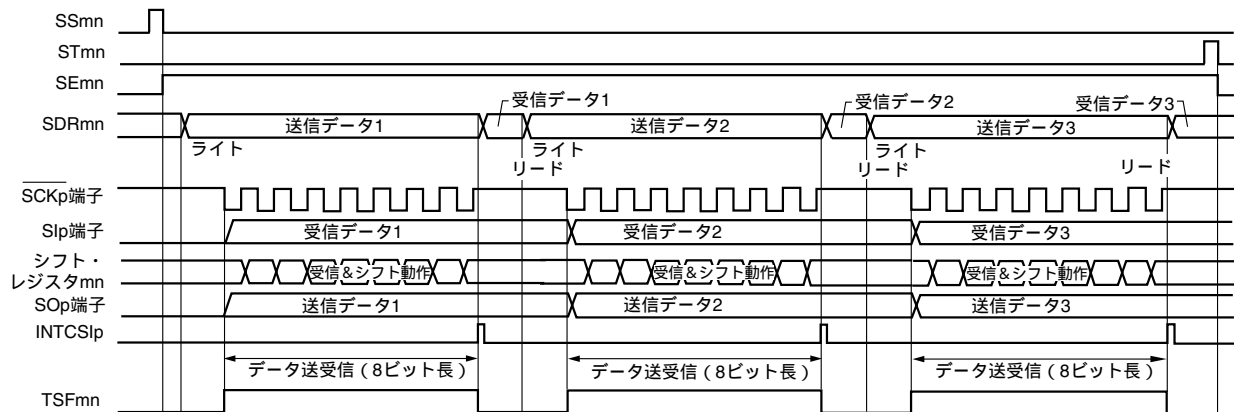 SSmn
STmn
SEmn
受信データ1
受信データ2
受信データ3
SDRmn
送信データ1
送信データ2
送信データ3
ライト
ライト
ライト
リード
リード
リード
SCKp端子
SIp端子
受信データ1
受信データ2
受信データ3
シフト・
レジスタmn
受信&シフト動作
受信&シフト動作
受信&シフト動作
SOp端子
送信データ1
送信データ2
送信データ3
INTCSIp
データ送受信(8ビット長)
データ送受信(8ビット長)
データ送受信(8ビット長)
TSFmn